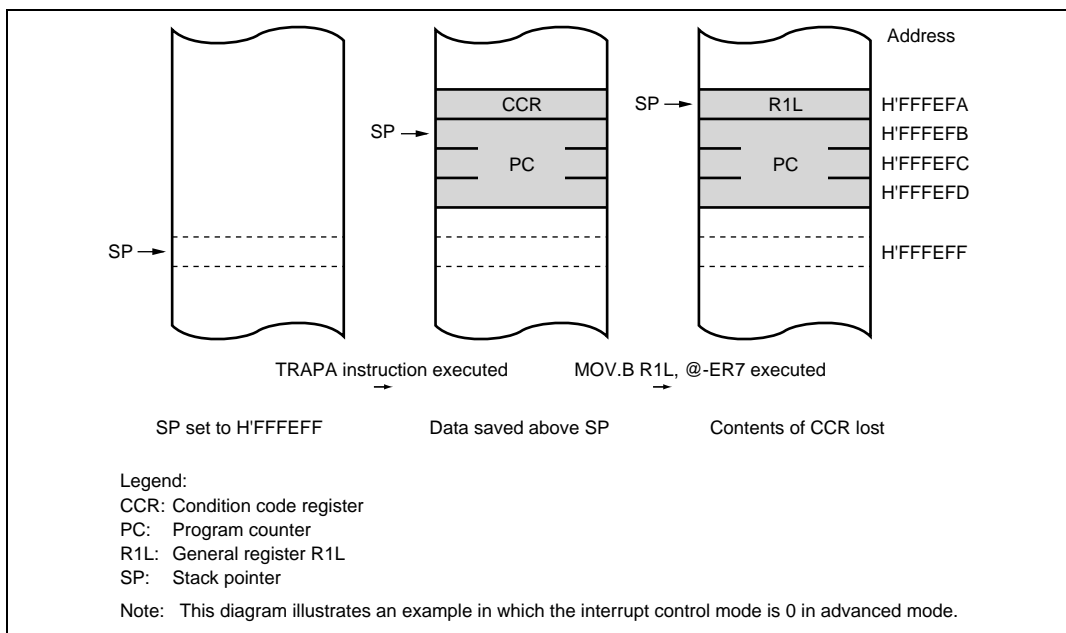 Address
CCR
SP
R1L
H'FFFEFA
SP
H'FFFEFB
PC
PC
H'FFFEFC
H'FFFEFD
SP
H'FFFEFF
TRAPA instruction executed
MOV.B R1L, @-ER7 executed
SP set to H'FFFEFF
Data saved above SP
Contents of CCR lost
Legend:
CCR: Condition code register
PC: Program counter
R1L: General register R1L
SP: Stack pointer
Note: This diagram illustrates an example in which the interrupt control mode is 0 in advanced mode.